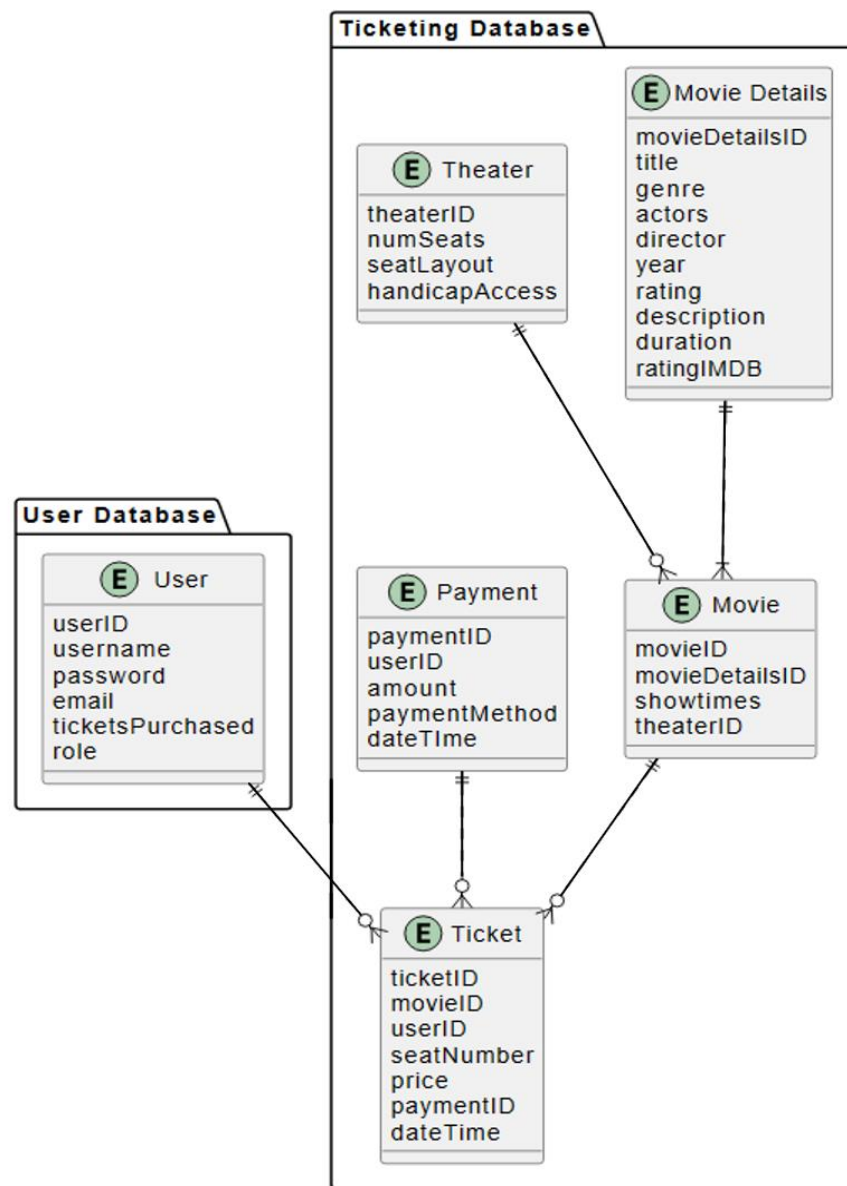 Ticketing Database
E Movie Details
movieDetailsID
title
genre
actors
director
year
rating
description
duration
ratingIMDB
E Theater
theaterID
numSeats
seatLayout
handicapAccess
User Database
E User
userID
username
password
email
ticketsPurchased
role
E Payment
paymentID
userID
amount
paymentMethod
dateTIme
E Movie
movieID
movieDetailsID
showtimes
theaterID
E Ticket
ticketID
movieID
userID
seatNumber
price
paymentID
dateTime